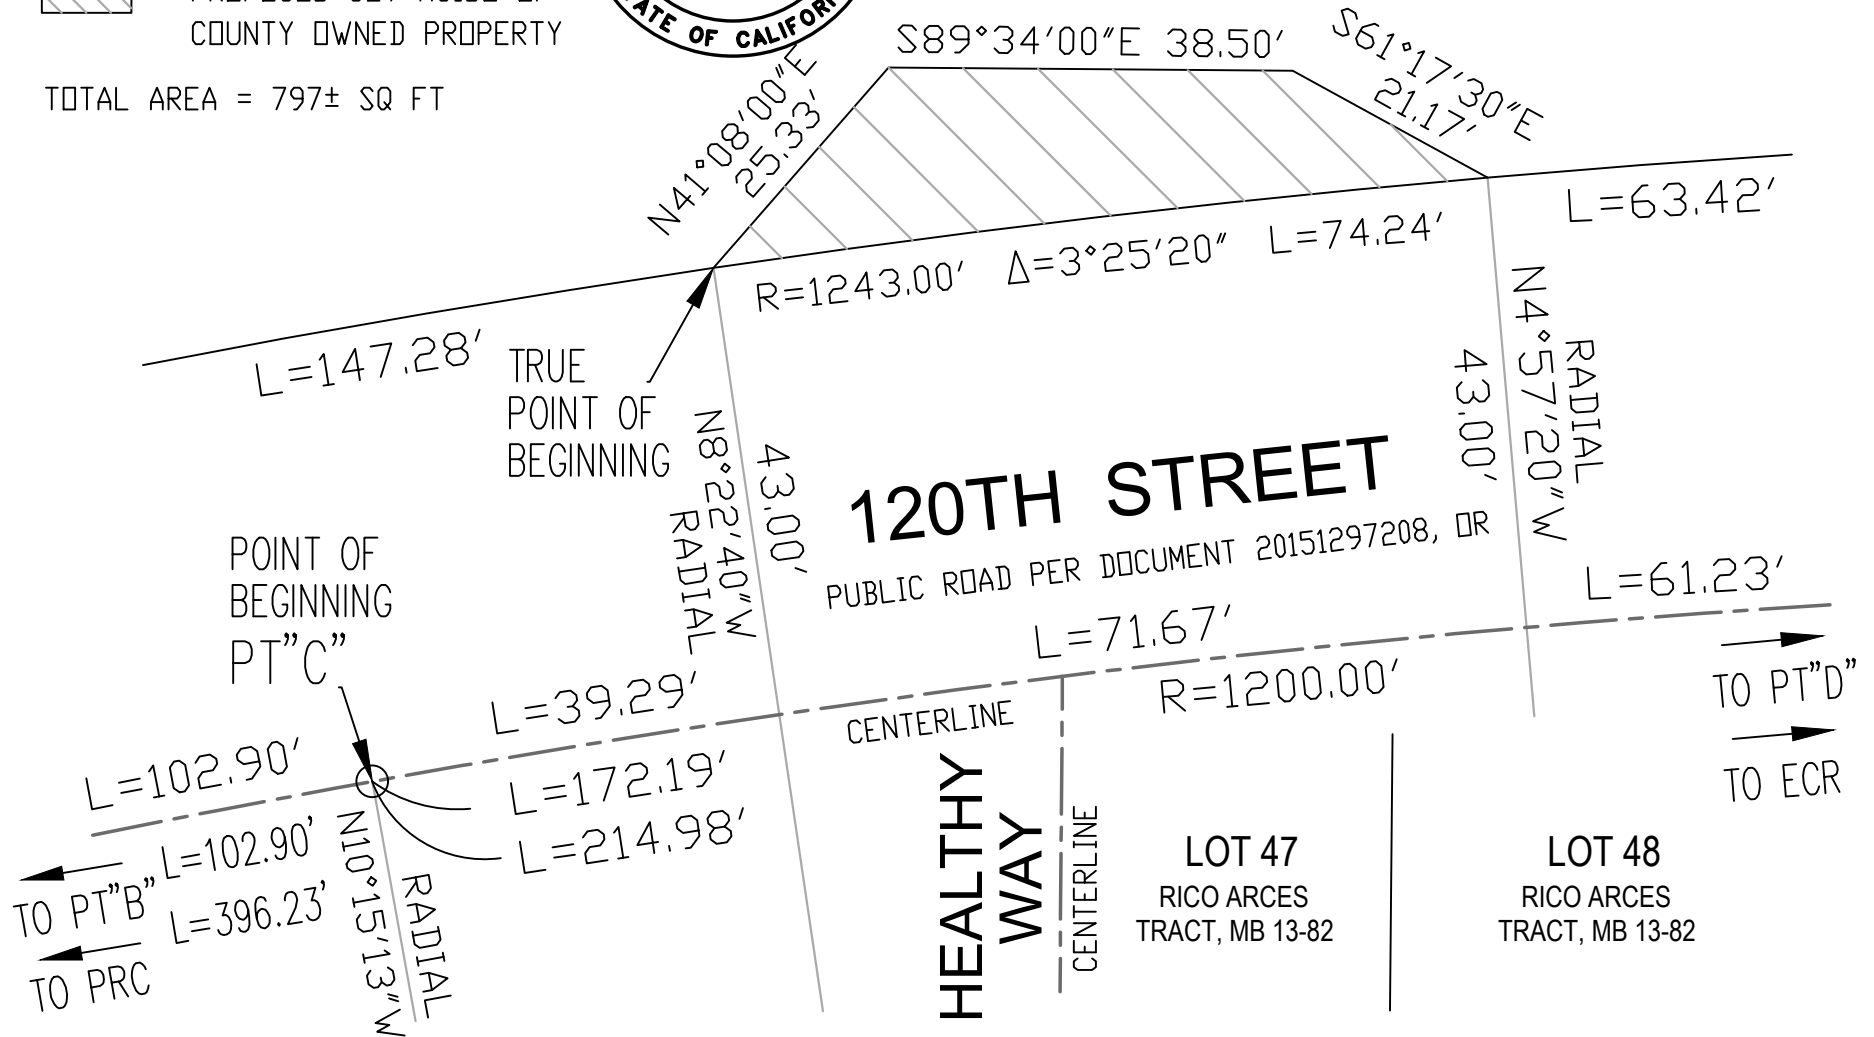 COUNTY OWNED PROPERTY
TOTAL AREA = 797± SQ FT
STATE OF CALIFORNIA
S89°34'00"E 38.50'
S61°17'30"E
21.17'
N41°08'00"E
25.33'
L=63.42'
R=1243.00' Δ=3°25'20" L=74.24'
L=147.28'
TRUE
POINT OF
BEGINNING
N8°22'40"W
RADIAL
43.00'
N4°57'20"W
RADIAL
43.00'
120TH STREET
PUBLIC ROAD PER DOCUMENT 20151297208, OR
POINT OF
BEGINNING
PT"C"
L=61.23'
L=71.67'
R=1200.00'
L=39.29'
CENTERLINE
L=172.19'
L=214.98'
L=102.90'
L=102.90'
TO PT"B"
L=396.23'
TO PRC
N10°15'13"W
RADIAL
TO PT"D"
TO ECR
HEALTHY
WAY
CENTERLINE
LOT 47
RICO ARCES
TRACT, MB 13-82
LOT 48
RICO ARCES
TRACT, MB 13-82